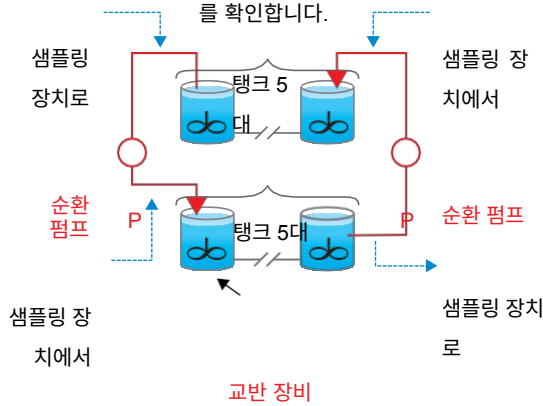 를 확인합니다.
샘플링
장치로
탱크 5
대
샘플링 장
치에서
순환
펌프
P
탱크 5대
P
순환 펌프
샘플링 장
치에서
샘플링 장치
로
교반 장비